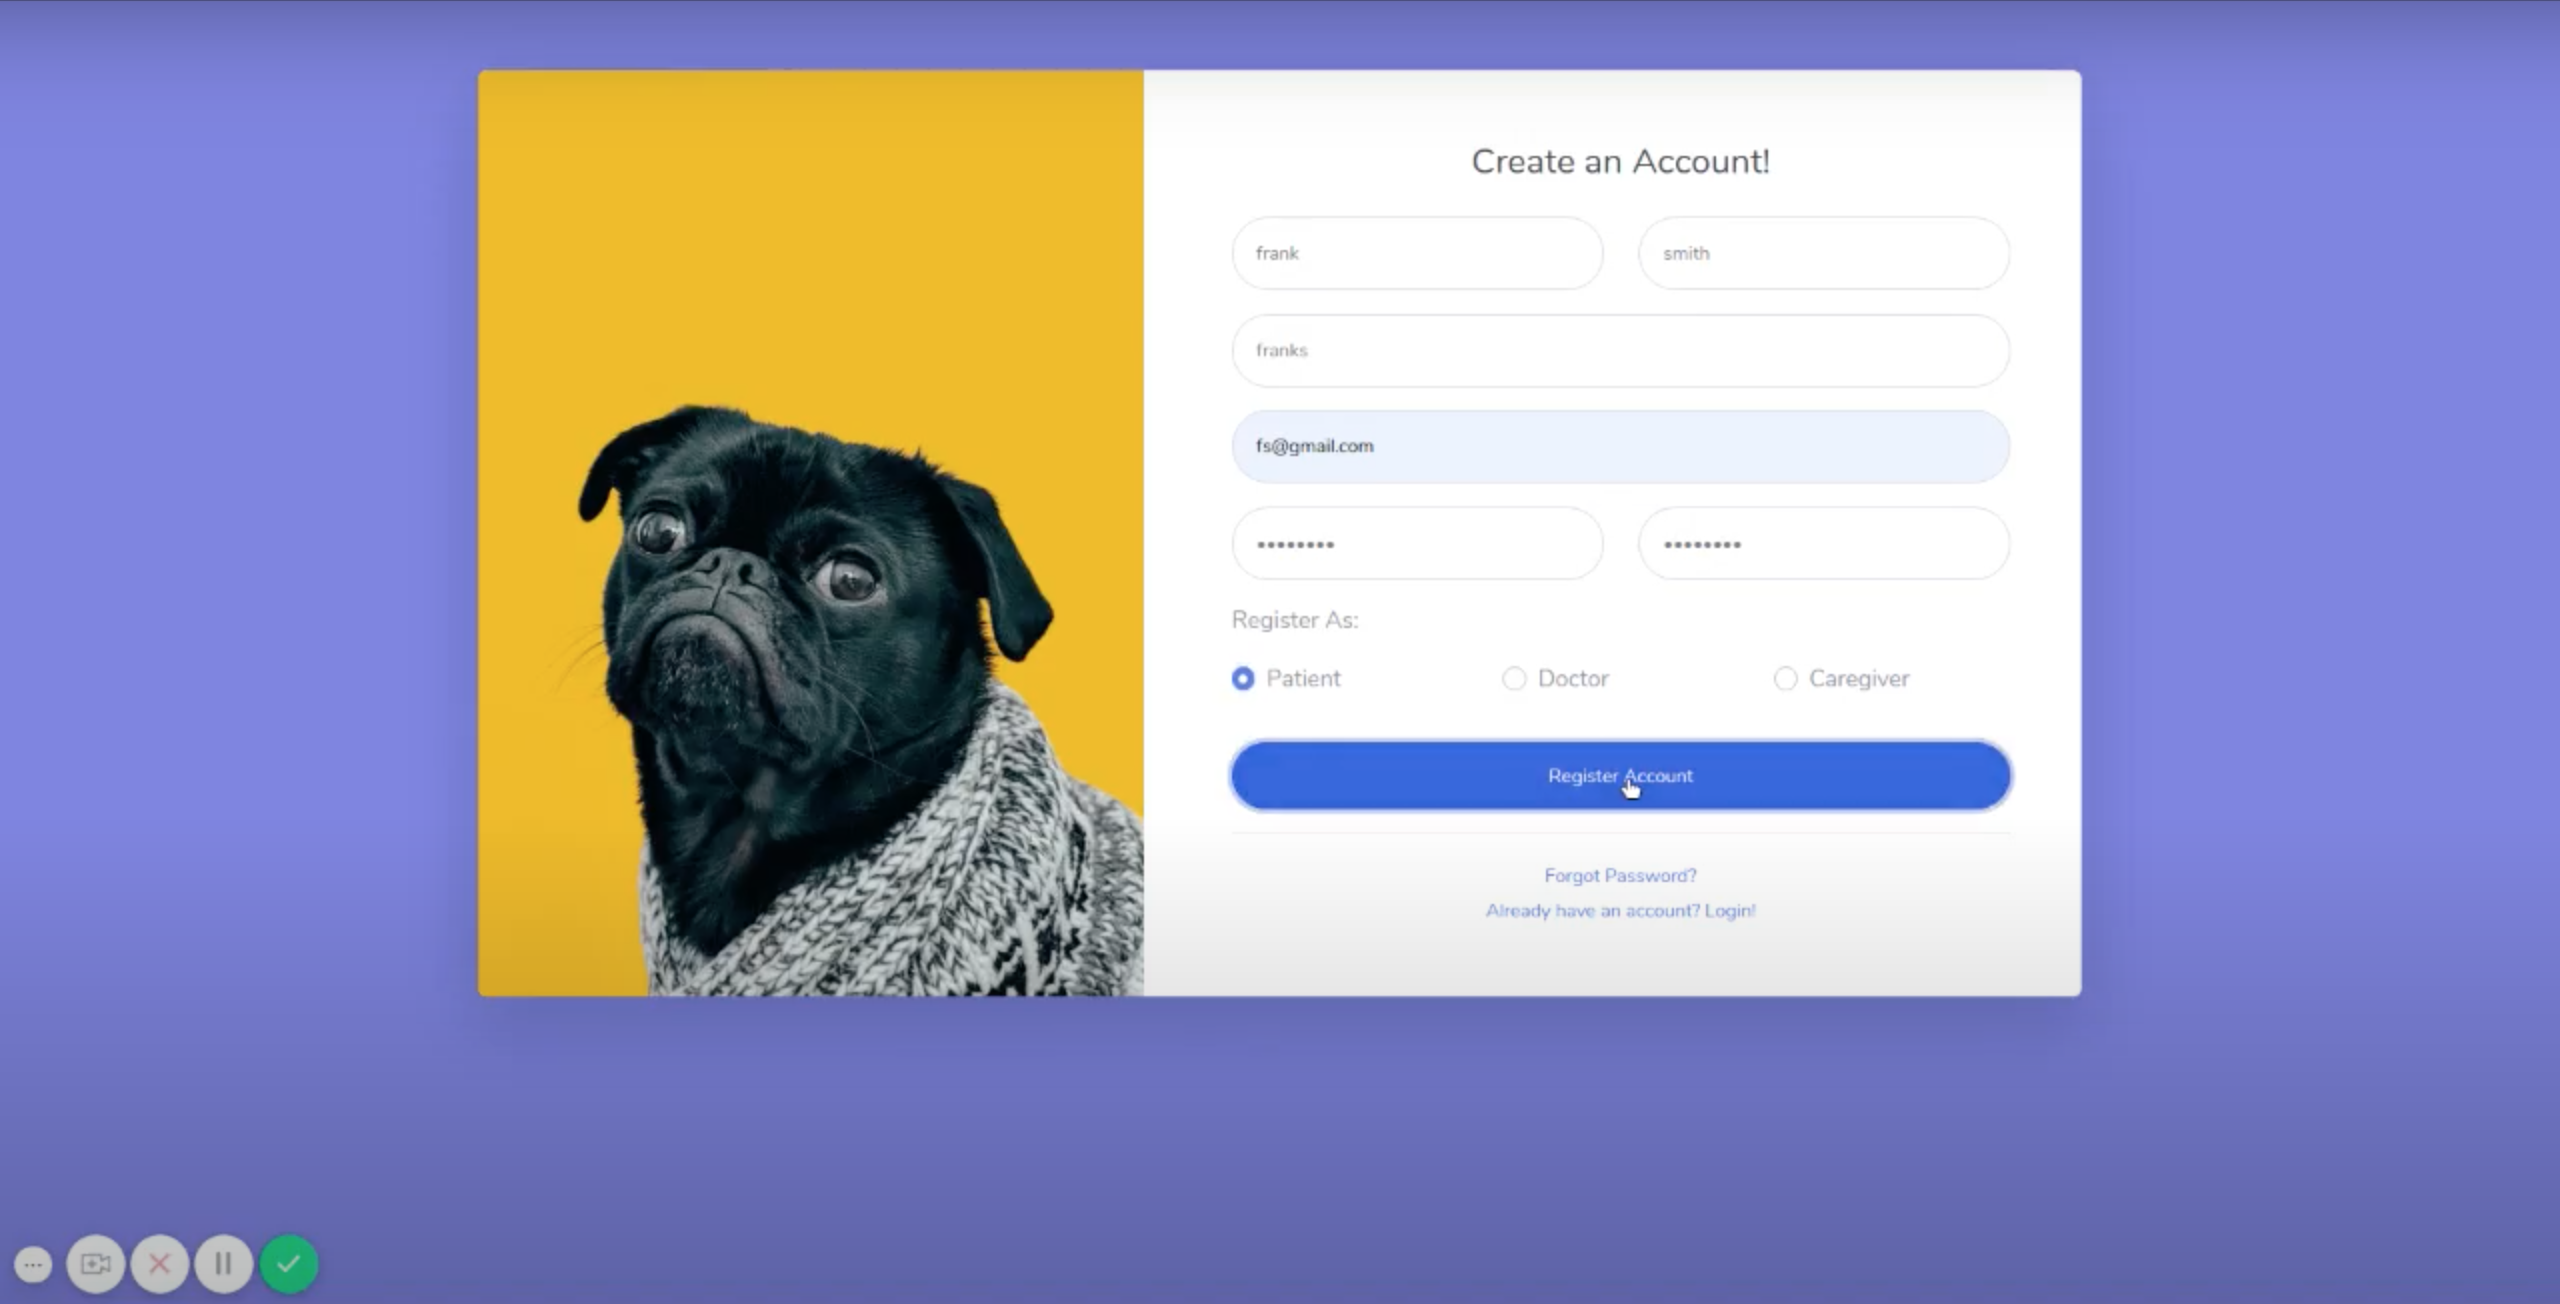 Create an Account!
frank smith
franks
fs@gmail.com
•••••••• ••••••••
Register As:
Patient Doctor Caregiver
Register Account
Forgot Password?
Already have an account? Login!